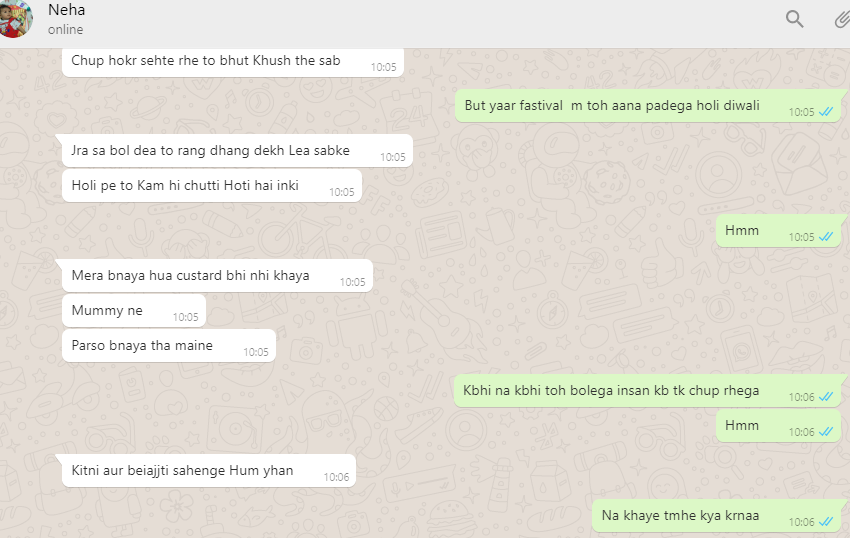 Neha
online
Chup hokr sehte rhe to bhut Khush the sab 10:05
But yaar fastival m toh aana padega holi diwali 10:05
Jra sa bol dea to rang dhang dekh Lea sabke 10:05
Holi pe to Kam hi chutti Hoti hai inki 10:05
Hmm 10:05
Mera bnaya hua custard bhi nhi khaya 10:05
Mummy ne 10:05
Parso bnaya tha maine 10:05
Kbhi na kbhi toh bolega insan kb tk chup rhega 10:06
Hmm 10:06
Kitni aur beiajjti sahenge Hum yhan 10:06
Na khaye tmhe kya krnaa 10:06